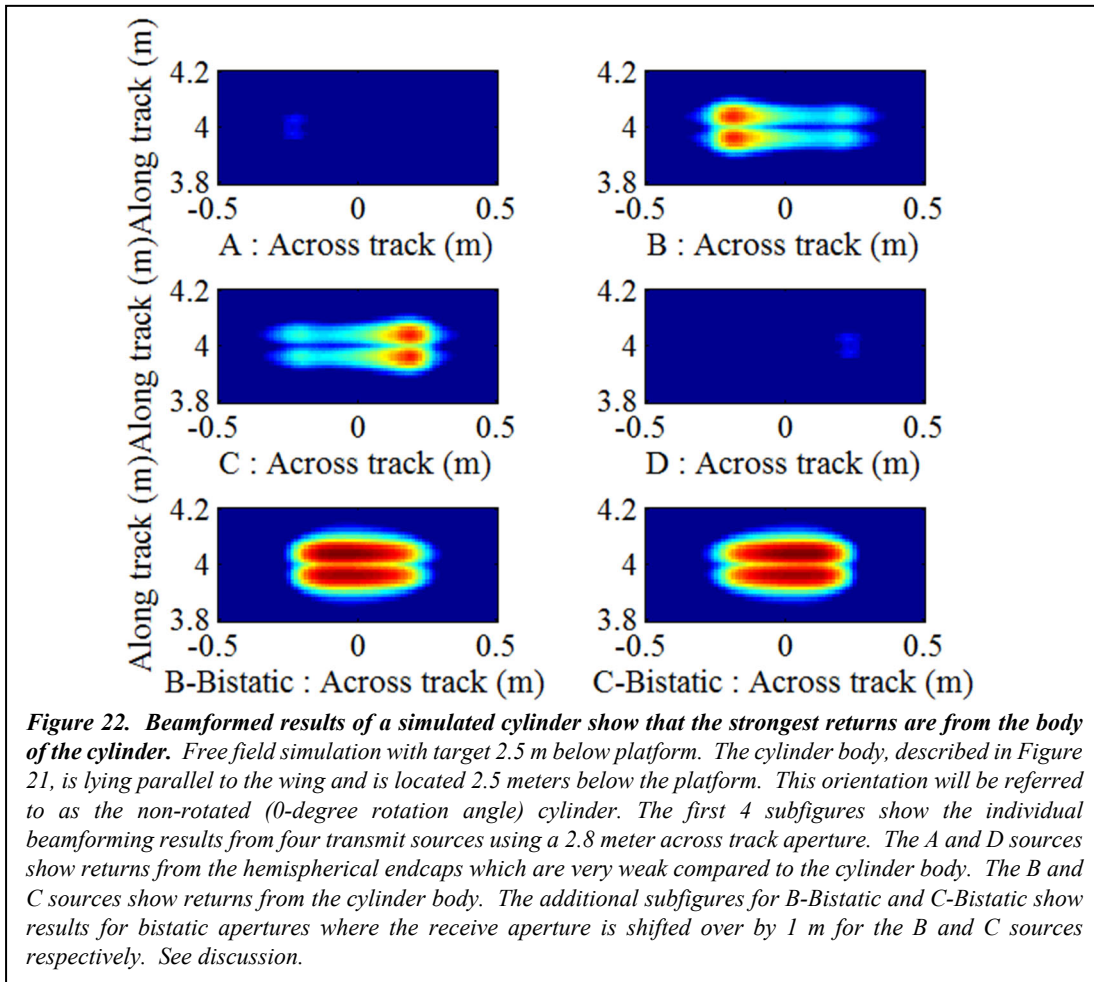 Along track (m)
4.2
4
3.8
-0.5 0 0.5
A : Across track (m)
4.2
4
3.8
-0.5 0 0.5
B : Across track (m)
Along track (m)
4.2
4
3.8
-0.5 0 0.5
C : Across track (m)
4.2
4
3.8
-0.5 0 0.5
D : Across track (m)
Along track (m)
4.2
4
3.8
-0.5 0 0.5
B-Bistatic : Across track (m)
4.2
4
3.8
-0.5 0 0.5
C-Bistatic : Across track (m)
Figure 22. Beamformed results of a simulated cylinder show that the strongest returns are from the body
of the cylinder. Free field simulation with target 2.5 m below platform. The cylinder body, described in Figure
21, is lying parallel to the wing and is located 2.5 meters below the platform. This orientation will be referred
to as the non-rotated (0-degree rotation angle) cylinder. The first 4 subfigures show the individual
beamforming results from four transmit sources using a 2.8 meter across track aperture. The A and D sources
show returns from the hemispherical endcaps which are very weak compared to the cylinder body. The B and
C sources show returns from the cylinder body. The additional subfigures for B-Bistatic and C-Bistatic show
results for bistatic apertures where the receive aperture is shifted over by 1 m for the B and C sources
respectively. See discussion.